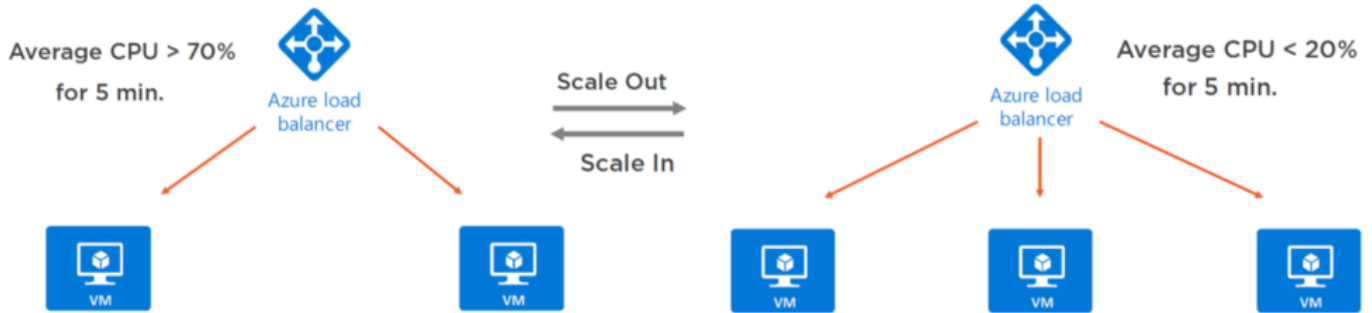 Average CPU > 70%
for 5 min.
Azure load
balancer
Scale Out
Scale In
Azure load
balancer
Average CPU < 20%
for 5 min.
VM
VM
VM
VM
VM